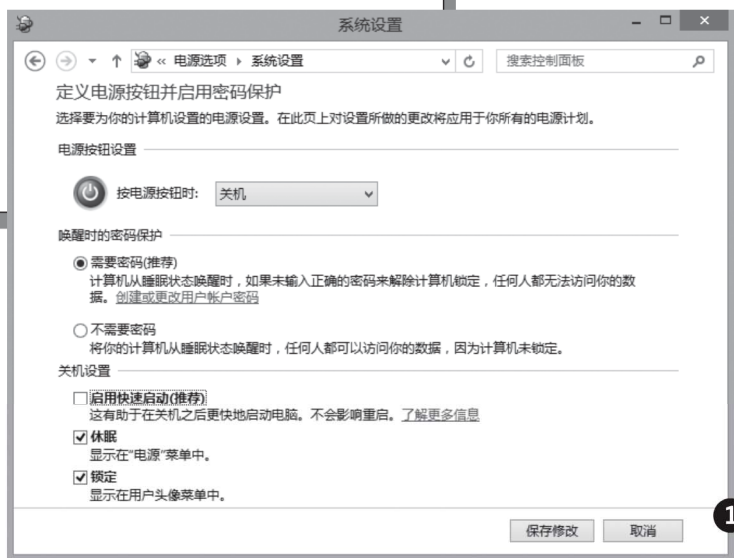 系统设置
« 电源选项 ▸ 系统设置
搜索控制面板
定义电源按钮并启用密码保护
选择要为你的计算机设置的电源设置。在此页上对设置所做的更改将应用于你所有的电源计划。
电源按钮设置
按电源按钮时: 关机
唤醒时的密码保护
需要密码(推荐)
计算机从睡眠状态唤醒时，如果未输入正确的密码来解除计算机锁定，任何人都无法访问你的数
据。创建或更改用户帐户密码
不需要密码
将你的计算机从睡眠状态唤醒时，任何人都可以访问你的数据，因为计算机未锁定。
关机设置
启用快速启动(推荐)
这有助于在关机之后更快地启动电脑。不会影响重启。了解更多信息
休眠
显示在"电源"菜单中。
锁定
显示在用户头像菜单中。
1
保存修改 取消